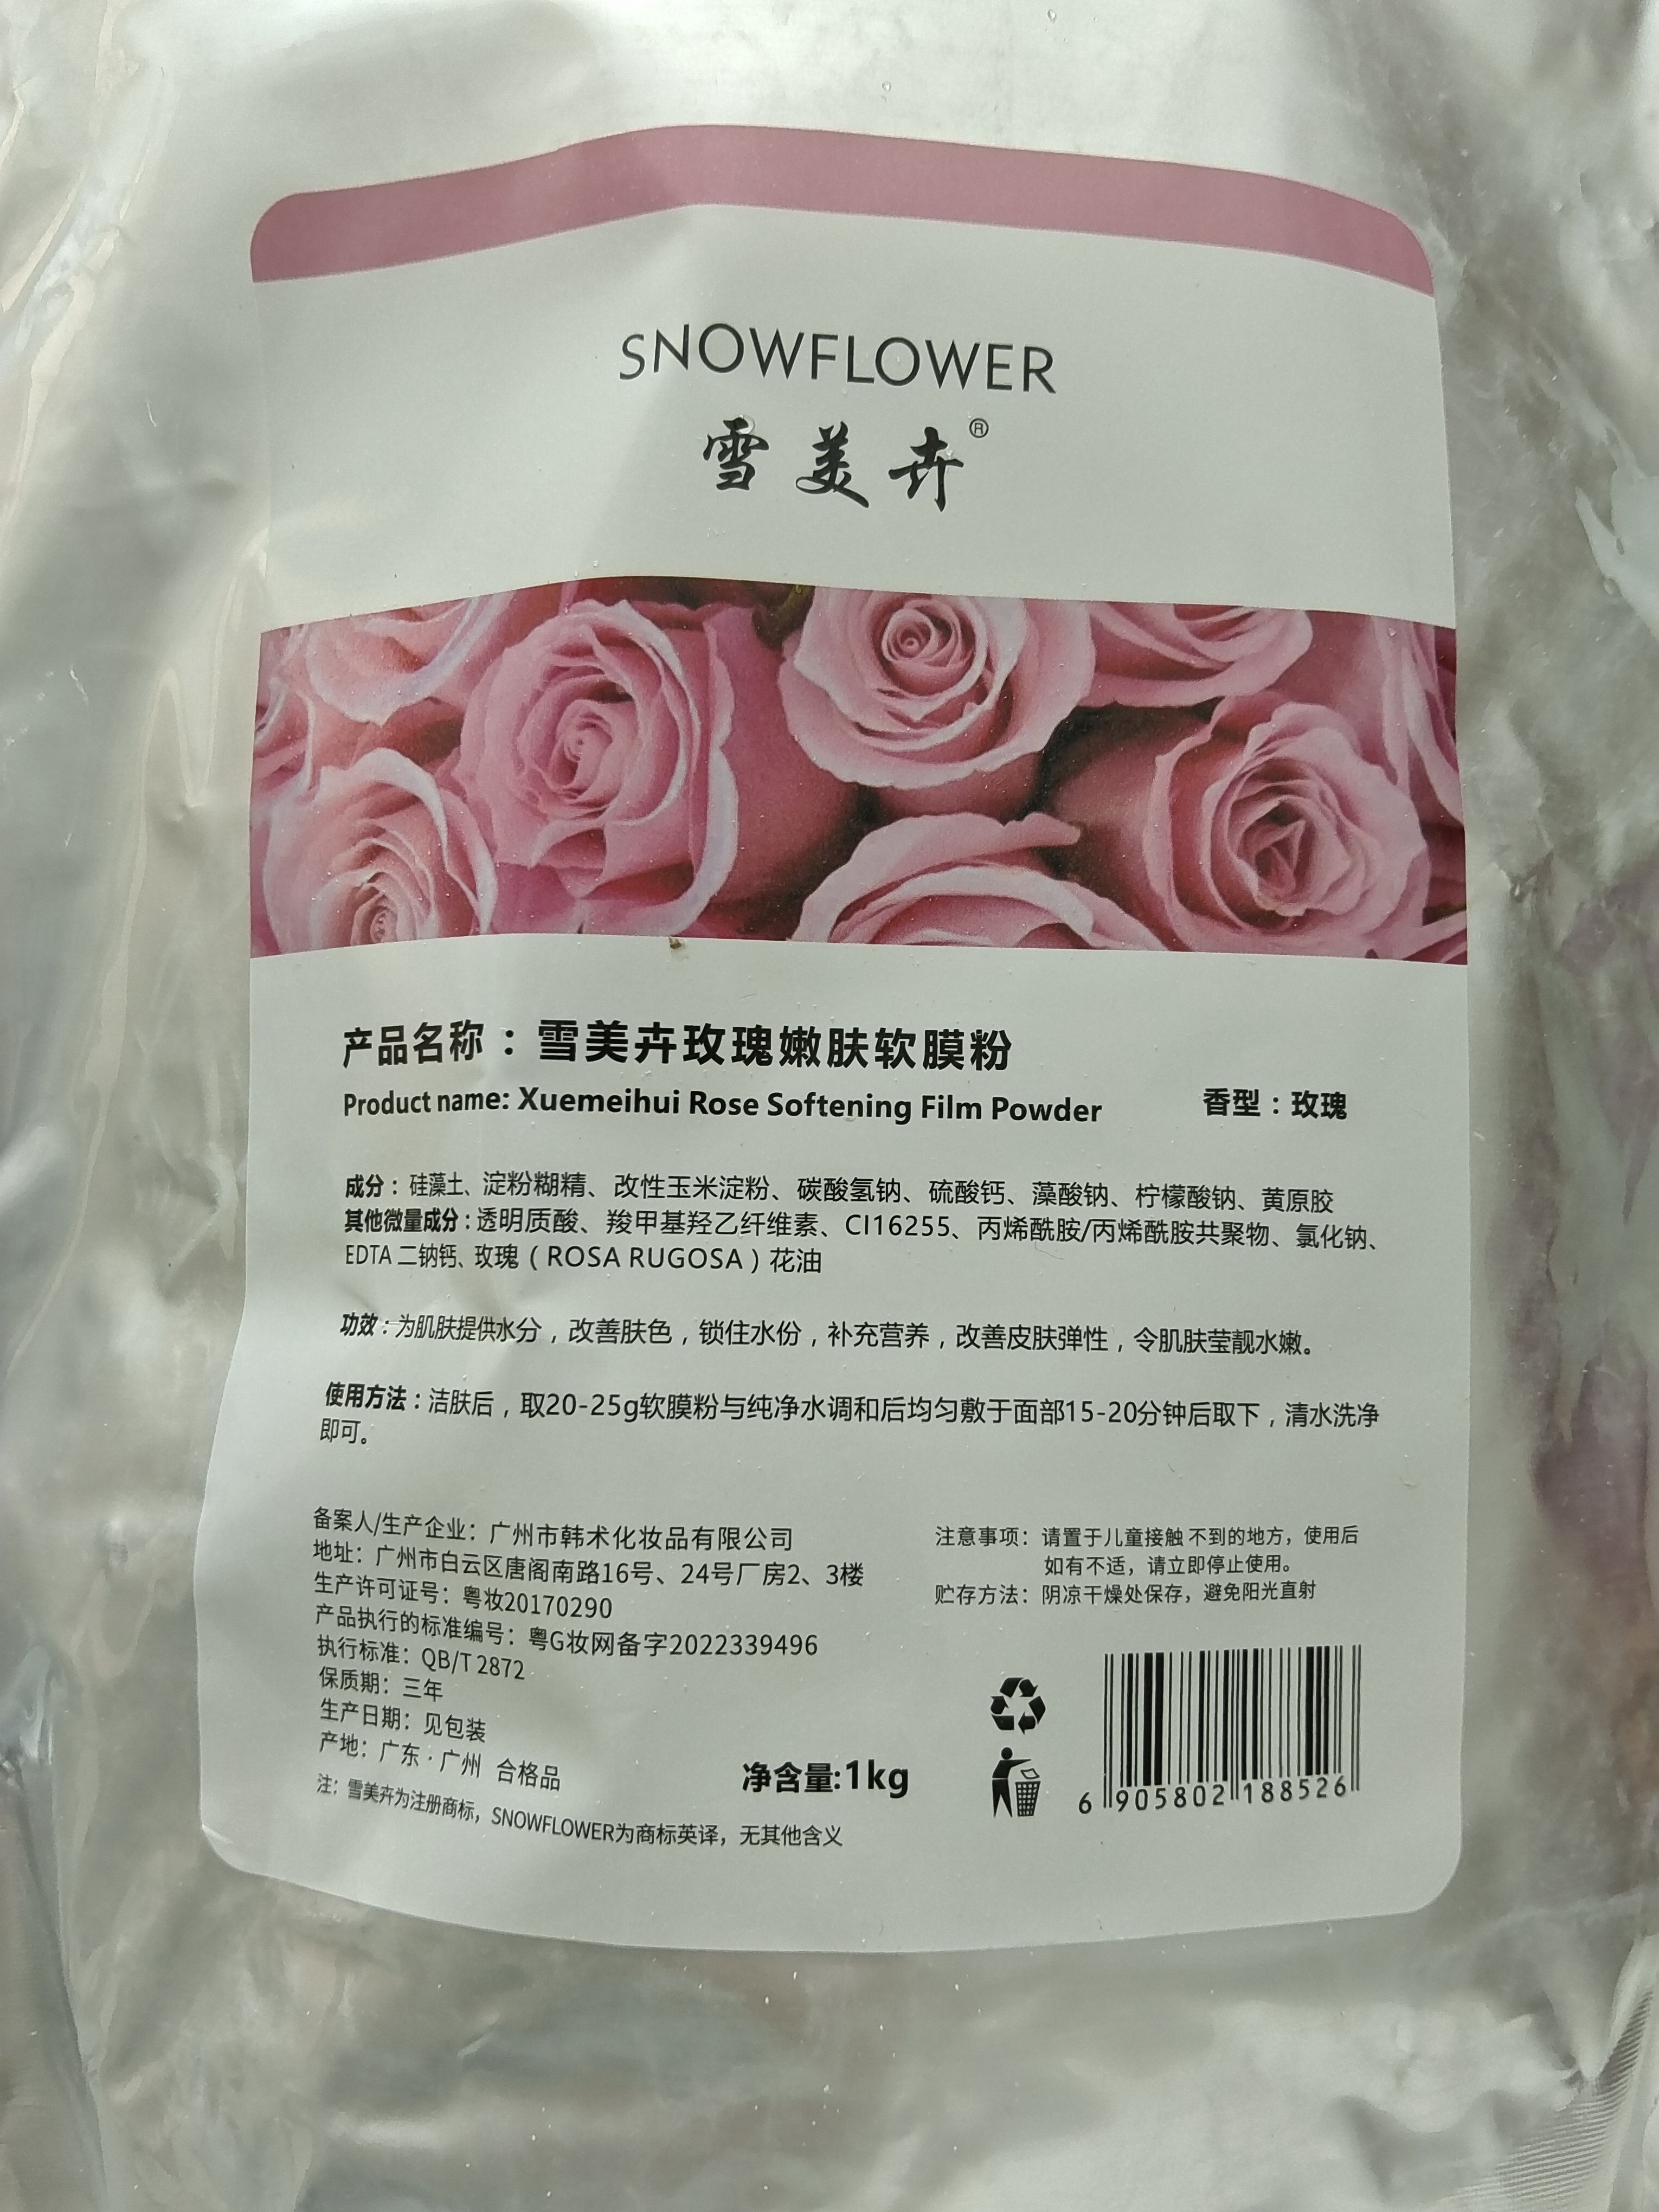 SNOWFLOWER
雪美卉®
产品名称：雪美卉玫瑰嫩肤软膜粉
Product name: Xuemeihui Rose Softening Film Powder
香型：玫瑰
成分：硅藻土、淀粉糊精、改性玉米淀粉、碳酸氢钠、硫酸钙、藻酸钠、柠檬酸钠、黄原胶
其他微量成分：透明质酸、羧甲基羟乙纤维素、CI16255、丙烯酰胺/丙烯酰胺共聚物、氯化钠、
EDTA 二钠钙、玫瑰（ROSA RUGOSA）花油
功效：为肌肤提供水分，改善肤色，锁住水份，补充营养，改善皮肤弹性，令肌肤莹靓水嫩。
使用方法：洁肤后，取20-25g软膜粉与纯净水调和后均匀敷于面部15-20分钟后取下，清水洗净
即可。
备案人/生产企业：广州市韩术化妆品有限公司
地址：广州市白云区唐阁南路16号、24号厂房2、3楼
生产许可证号：粤妆20170290
产品执行的标准编号：粤G妆网备字2022339496
执行标准：QB/T 2872
保质期：三年
生产日期：见包装
产地：广东·广州 合格品
注：雪美卉为注册商标，SNOWFLOWER为商标英译，无其他含义
净含量:1kg
注意事项：请置于儿童接触不到的地方，使用后
如有不适，请立即停止使用。
贮存方法：阴凉干燥处保存，避免阳光直射
6 905802 188526